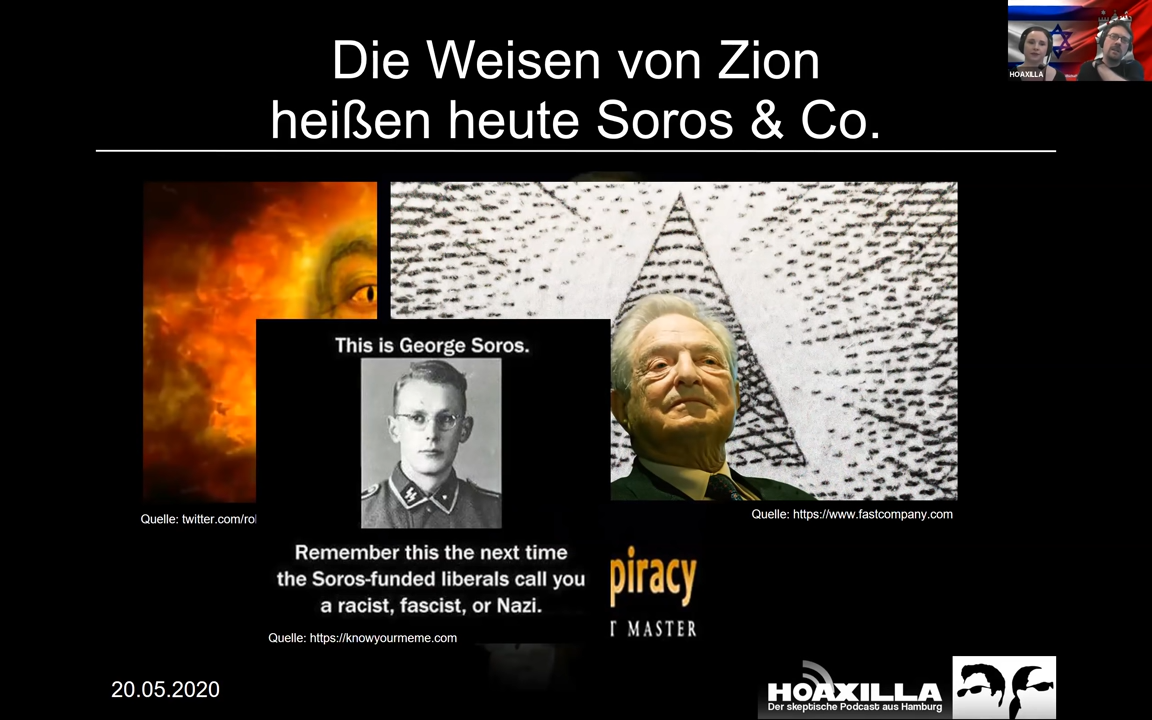 Die Weisen von Zion
heißen heute Soros & Co.
HOAXILLA
This is George Soros.
Remember this the next time
the Soros-funded liberals call you
a racist, fascist, or Nazi.
Quelle: twitter.com/ro
Quelle: https://www.fastcompany.com
piracy
T MASTER
Quelle: https://knowyourmeme.com
20.05.2020
HOAXILLA
Der skeptische Podcast aus Hamburg